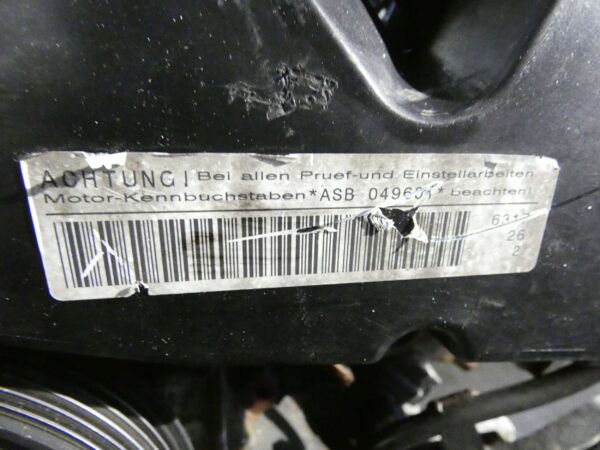 ACHTUNG! Bei allen Pruef-und Einstellarbeiten
Motor-Kennbuchstaben *ASB * beachten!
26
2